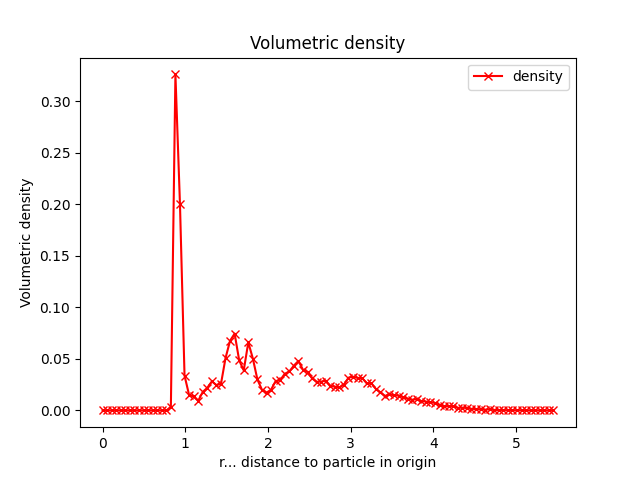 Volumetric density
density
Volumetric density
0.30
0.25
0.20
0.15
0.10
0.05
0.00
0 1 2 3 4 5
r... distance to particle in origin